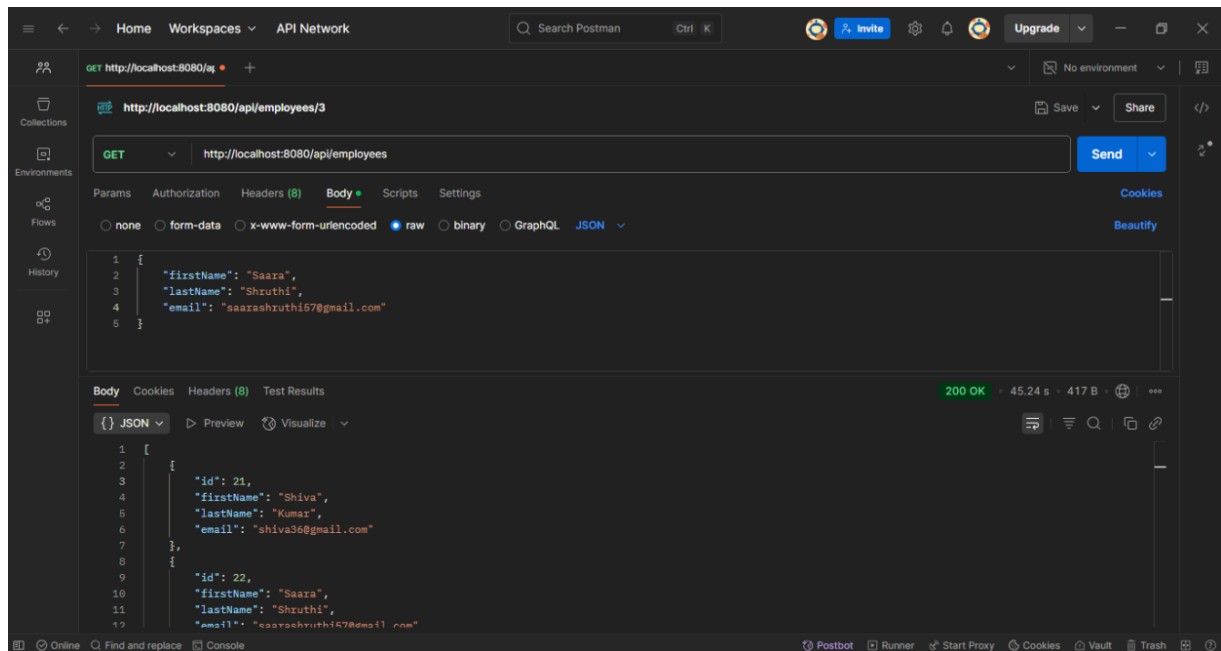 Home Workspaces API Network Search Postman Ctrl K Invite Upgrade
GET http://localhost:8080/ap No environment
http://localhost:8080/api/employees/3 Save Share
Collections
GET http://localhost:8080/api/employees Send
Environments
Params Authorization Headers (8) Body Scripts Settings Cookies
none form-data x-www-form-urlencoded raw binary GraphQL JSON Beautify
Flows
History
1 {
2 "firstName": "Saara",
3 "lastName": "Shruthi",
4 "email": "saarashruthi57@gmail.com"
5 }
Body Cookies Headers (8) Test Results 200 OK 45.24 s 417 B
{} JSON Preview Visualize
1 [
2 {
3 "id": 21,
4 "firstName": "Shiva",
5 "lastName": "Kumar",
6 "email": "shiva36@gmail.com"
7 },
8 {
9 "id": 22,
10 "firstName": "Saara",
11 "lastName": "Shruthi",
12 "email": "saarashruthi57@gmail.com"
Online Find and replace Console Postbot Runner Start Proxy Cookies Vault Trash